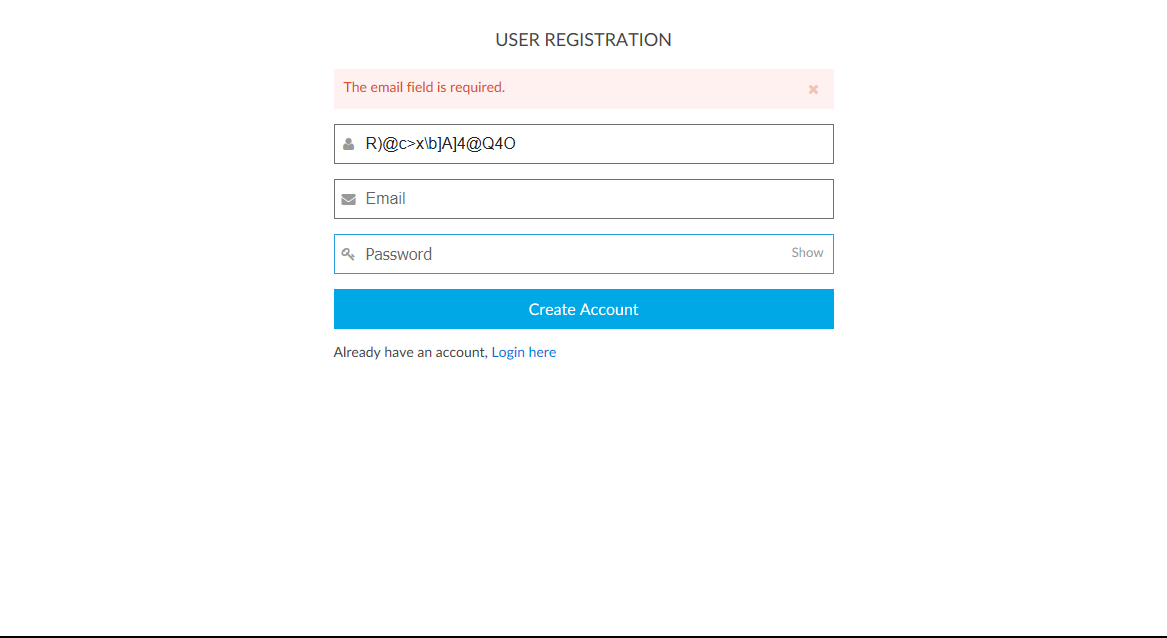 USER REGISTRATION
The email field is required.
R)@c>x\b]A]4@Q4O
Email
Password Show
Create Account
Already have an account, Login here